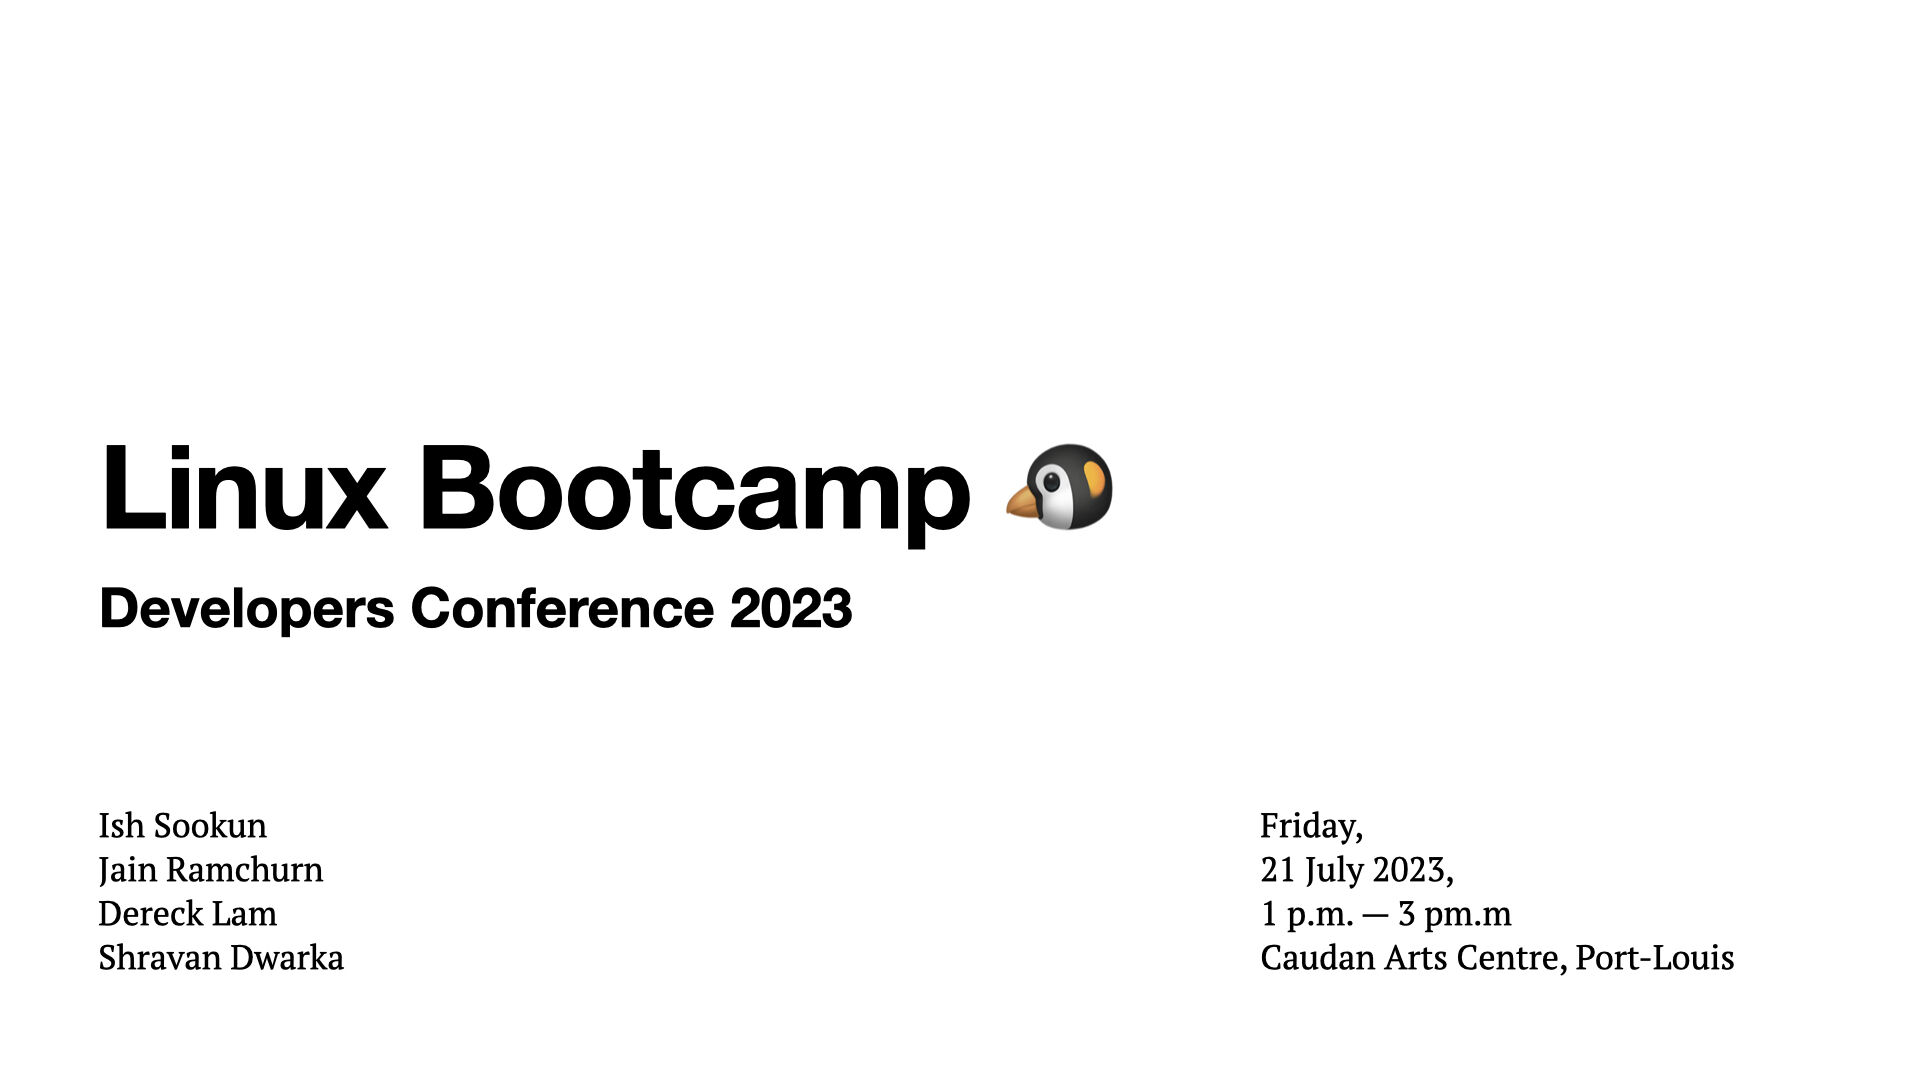 Linux Bootcamp 🐧
Developers Conference 2023
Ish Sookun
Jain Ramchurn
Dereck Lam
Shravan Dwarka
Friday,
21 July 2023,
1 p.m. — 3 pm.m
Caudan Arts Centre, Port-Louis